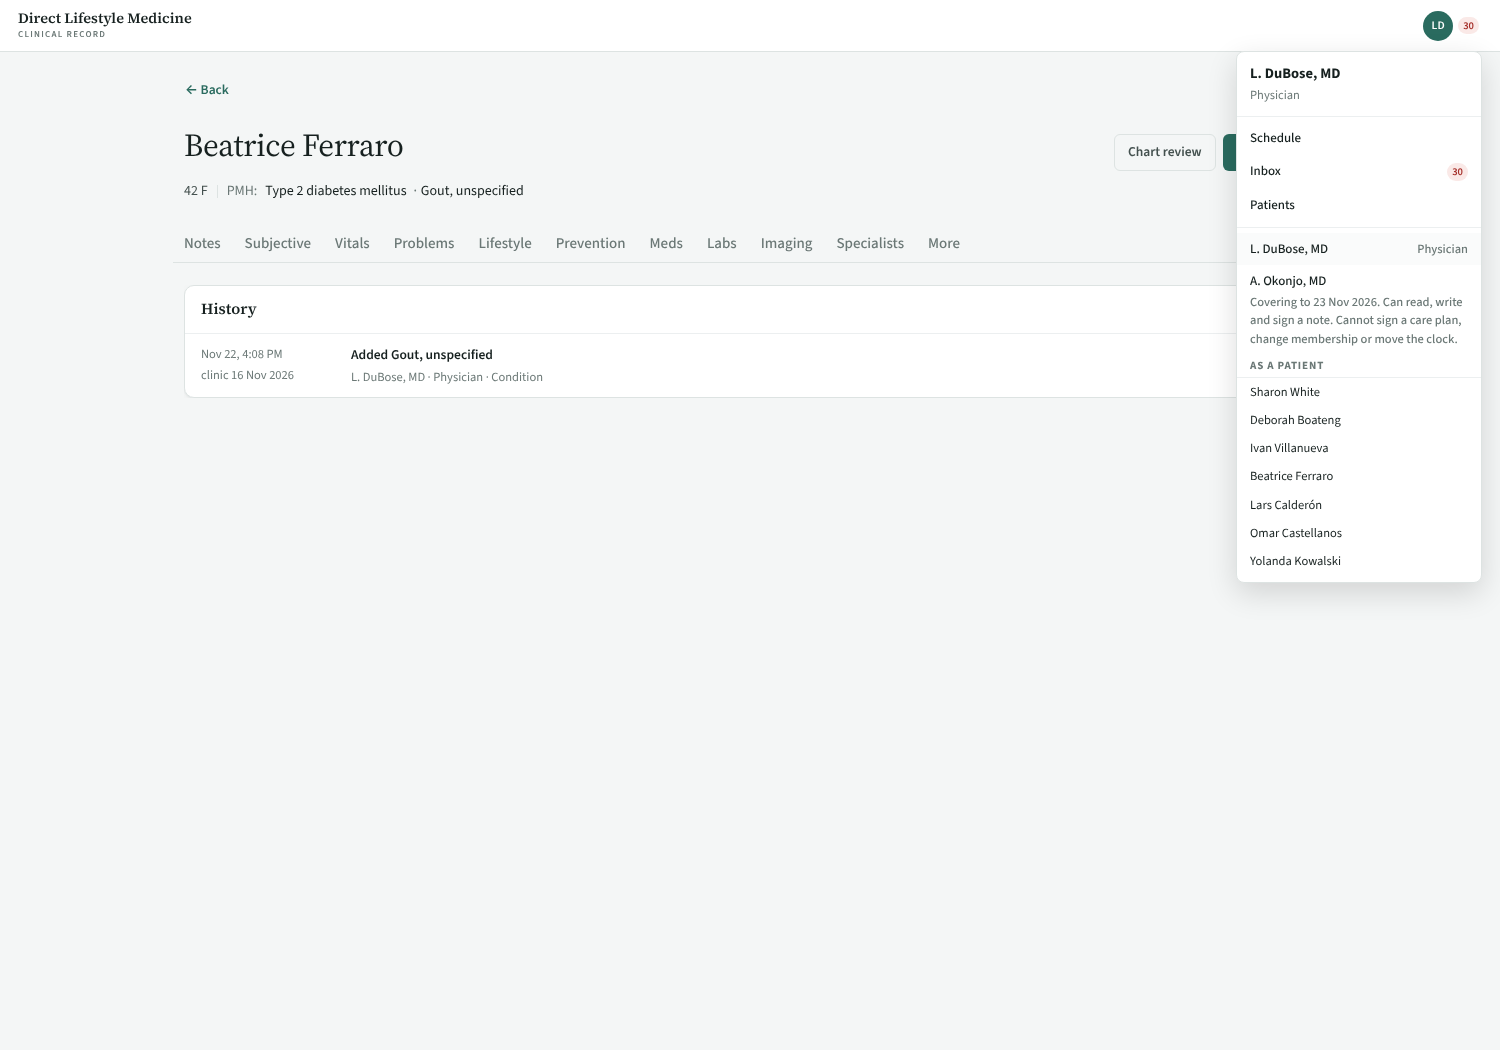 Direct Lifestyle Medicine
CLINICAL RECORD
LD
30
← Back
Beatrice Ferraro
42 F | PMH: Type 2 diabetes mellitus · Gout, unspecified
Chart review
Notes Subjective Vitals Problems Lifestyle Prevention Meds Labs Imaging Specialists More
History
Nov 22, 4:08 PM
clinic 16 Nov 2026
Added Gout, unspecified
L. DuBose, MD · Physician · Condition
L. DuBose, MD
Physician
Schedule
Inbox 30
Patients
L. DuBose, MD Physician
A. Okonjo, MD
Covering to 23 Nov 2026. Can read, write
and sign a note. Cannot sign a care plan,
change membership or move the clock.
AS A PATIENT
Sharon White
Deborah Boateng
Ivan Villanueva
Beatrice Ferraro
Lars Calderón
Omar Castellanos
Yolanda Kowalski